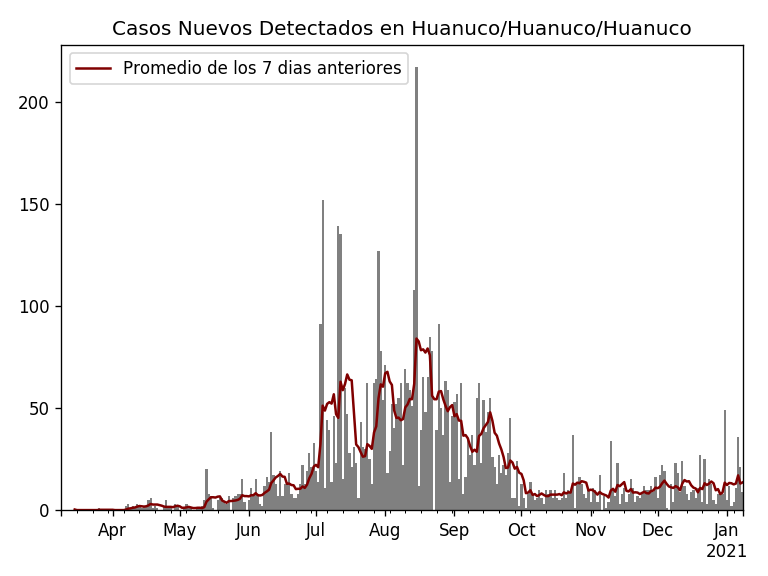 Casos Nuevos Detectados en Huanuco/Huanuco/Huanuco
Promedio de los 7 dias anteriores
200
150
100
50
0
Apr May Jun Jul Aug Sep Oct Nov Dec Jan
2021